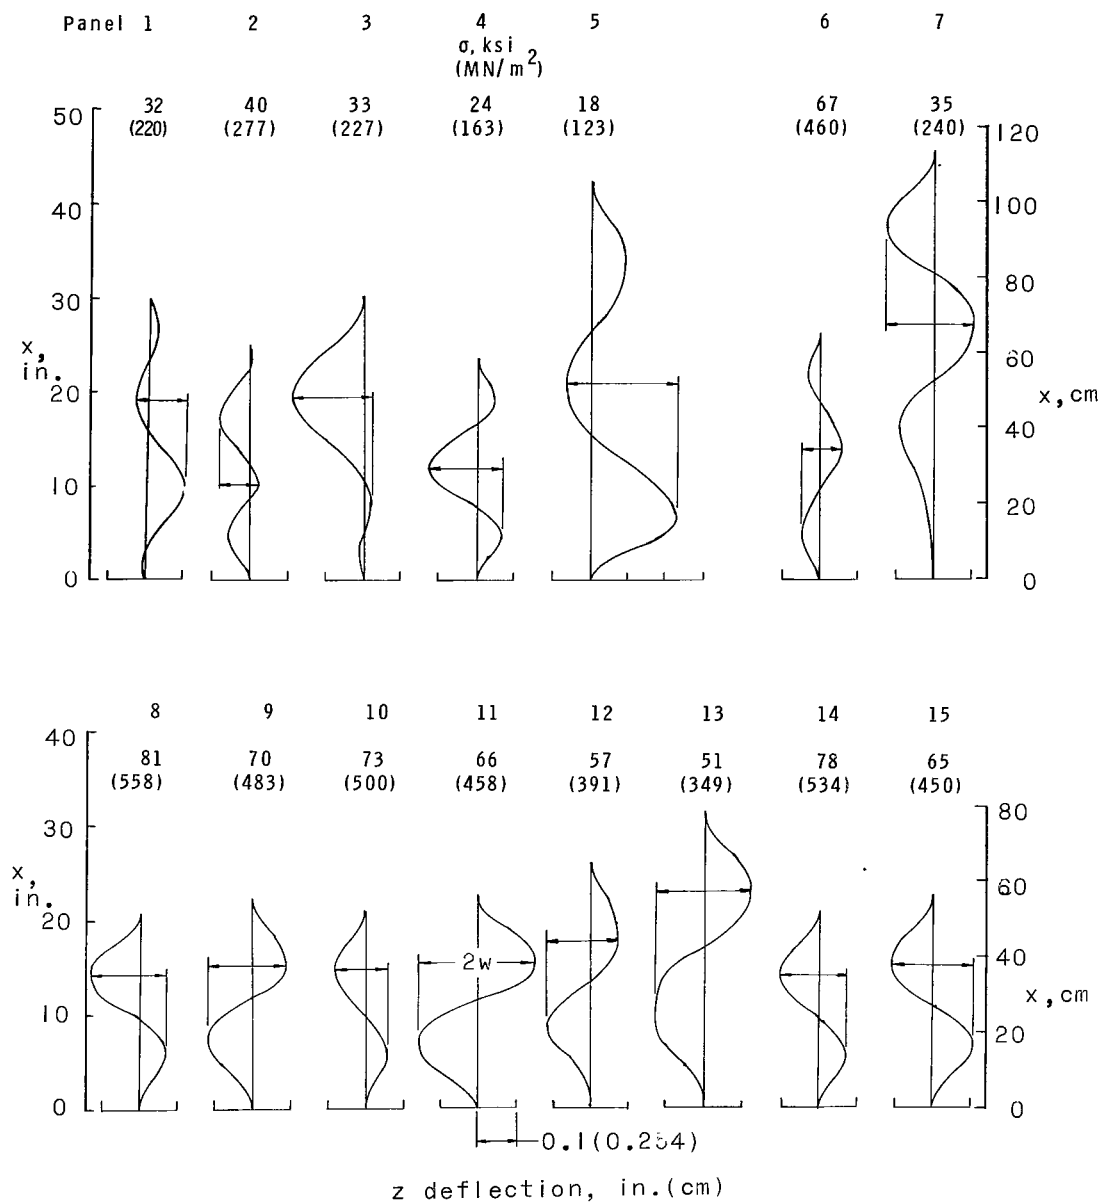 Panel 1 2 3 4 5 6 7
σ, ksi
(MN/m²)
32 40 33 24 18 67 35
(220) (277) (227) (163) (123) (460) (240)
50
40
30
20
10
0
x,
in.
120
100
80
60
40
20
0
x, cm
8 9 10 11 12 13 14 15
81 70 73 66 57 51 78 65
(558) (483) (500) (458) (391) (349) (534) (450)
40
30
20
10
0
x,
in.
2w
80
60
40
20
0
x, cm
z deflection, in.(cm)